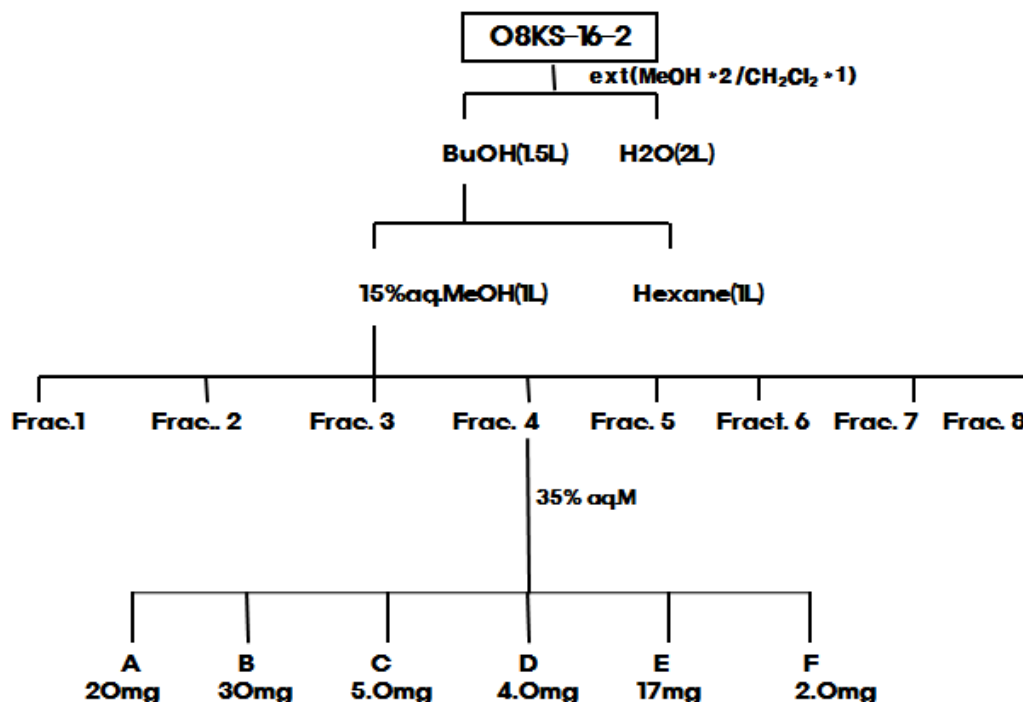 O8KS-16-2
ext(MeOH *2/CH₂Cl₂ *1)
BuOH(1.5L) H2O(2L)
15%aq.MeOH(1L) Hexane(1L)
Frac.1 Frac.. 2 Frac. 3 Frac. 4 Frac. 5 Fract. 6 Frac. 7 Frac. 8
35% aq.M
A B C D E F
20mg 30mg 5.0mg 4.0mg 17mg 2.0mg